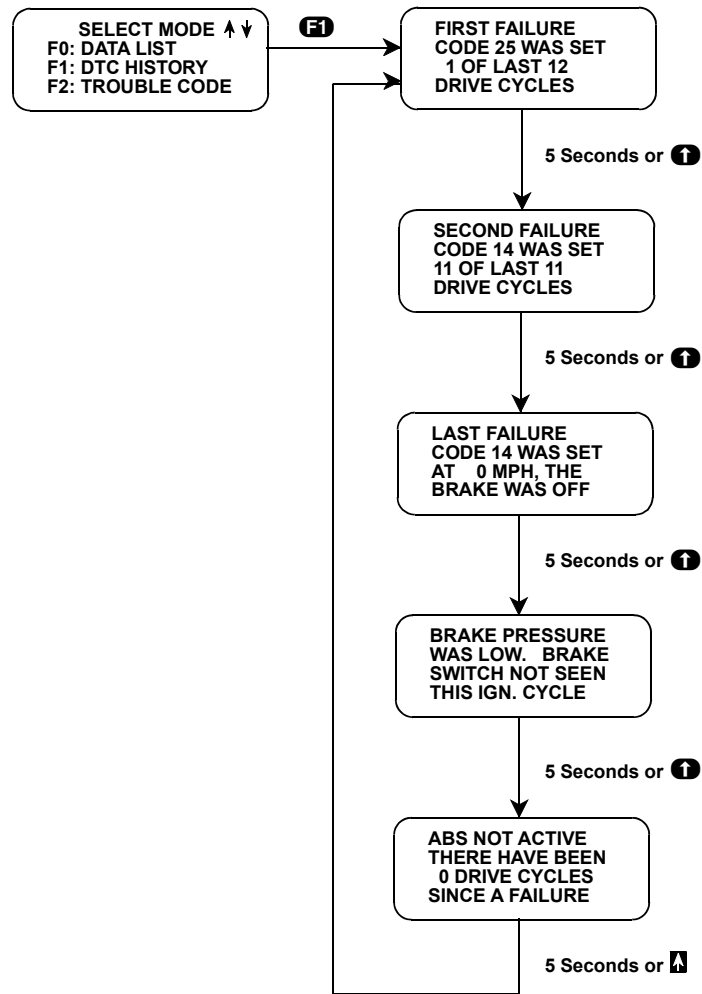 SELECT MODE
F0: DATA LIST
F1: DTC HISTORY
F2: TROUBLE CODE
F1
FIRST FAILURE
CODE 25 WAS SET
1 OF LAST 12
DRIVE CYCLES
5 Seconds or
SECOND FAILURE
CODE 14 WAS SET
11 OF LAST 11
DRIVE CYCLES
5 Seconds or
LAST FAILURE
CODE 14 WAS SET
AT 0 MPH, THE
BRAKE WAS OFF
5 Seconds or
BRAKE PRESSURE
WAS LOW. BRAKE
SWITCH NOT SEEN
THIS IGN. CYCLE
5 Seconds or
ABS NOT ACTIVE
THERE HAVE BEEN
0 DRIVE CYCLES
SINCE A FAILURE
5 Seconds or